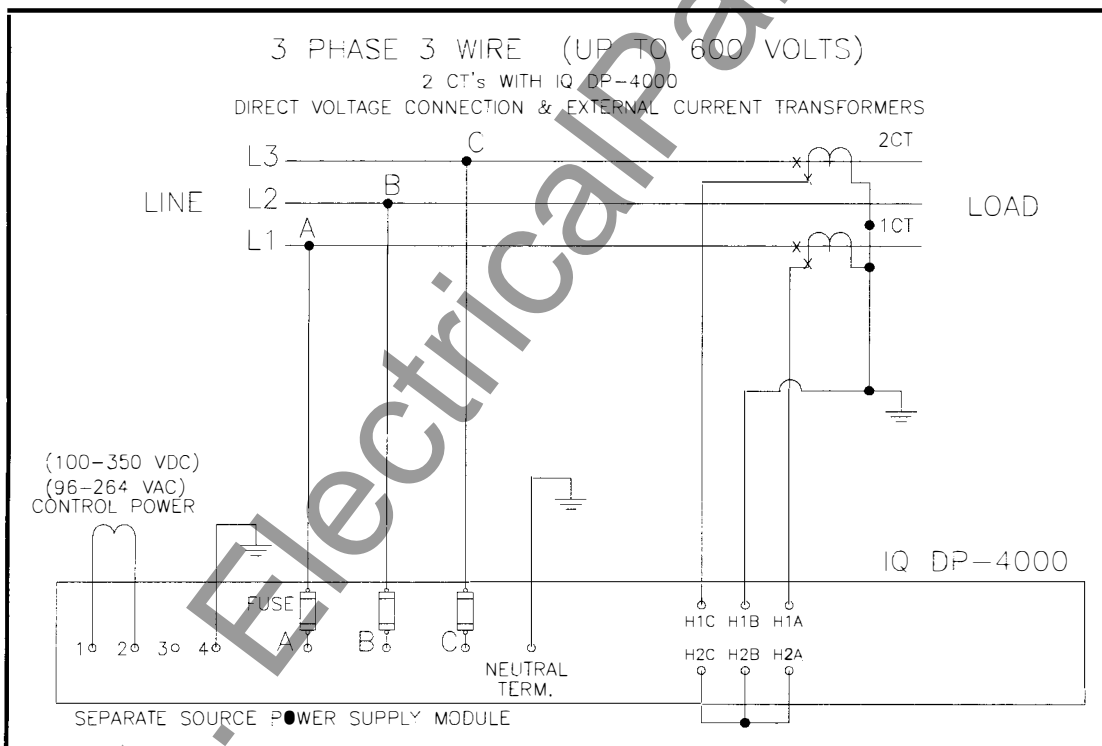 3 PHASE 3 WIRE (UP TO 600 VOLTS)
2 CT's WITH IQ DP-4000
DIRECT VOLTAGE CONNECTION & EXTERNAL CURRENT TRANSFORMERS
C
2CT
L3
B
LINE
L2
LOAD
A
1CT
L1
(100-350 VDC)
(96-264 VAC)
CONTROL POWER
IQ DP-4000
FUSE
H1C H1B H1A
1 2 3 4 A B C
H2C H2B H2A
NEUTRAL
TERM.
SEPARATE SOURCE POWER SUPPLY MODULE
. ElectricalPa